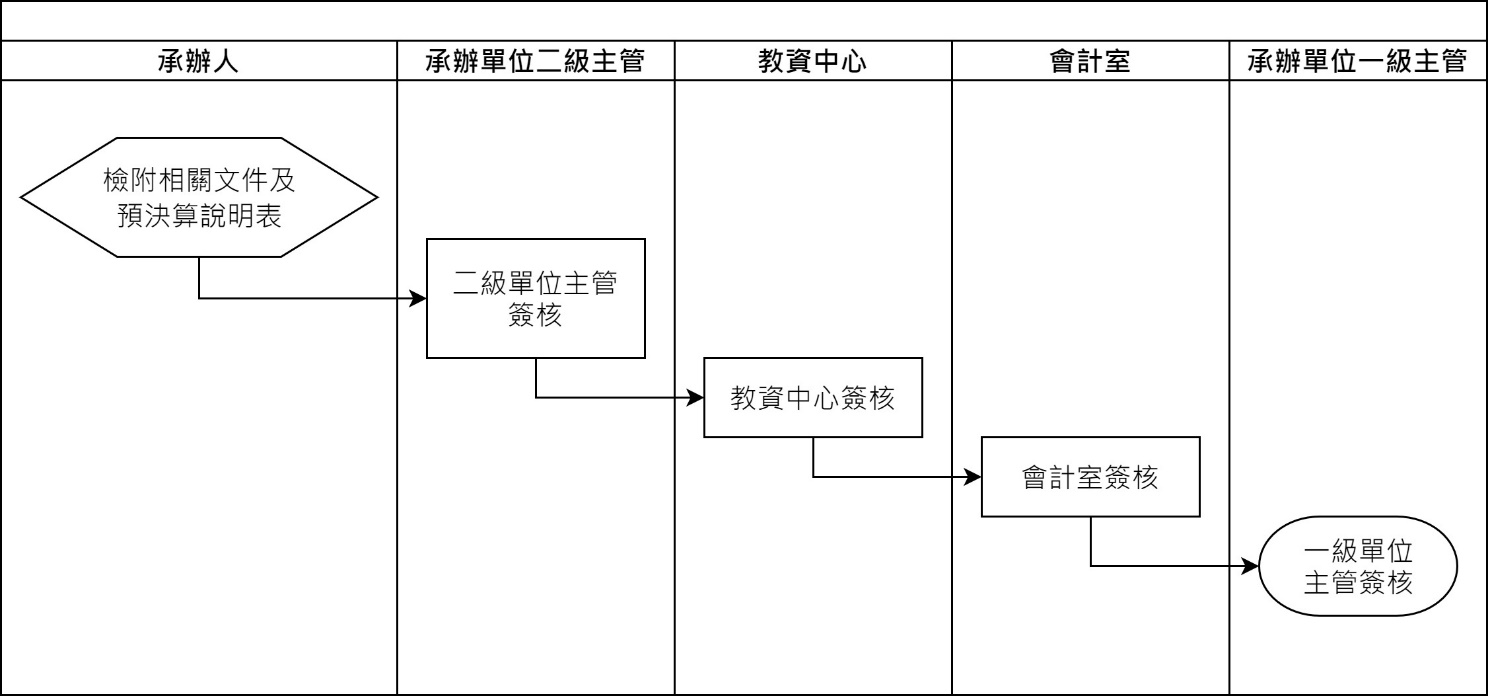 承辦人
承辦單位二級主管
教資中心
會計室
承辦單位一級主管
檢附相關文件及
預決算說明表
二級單位主管
簽核
教資中心簽核
會計室簽核
一級單位
主管簽核